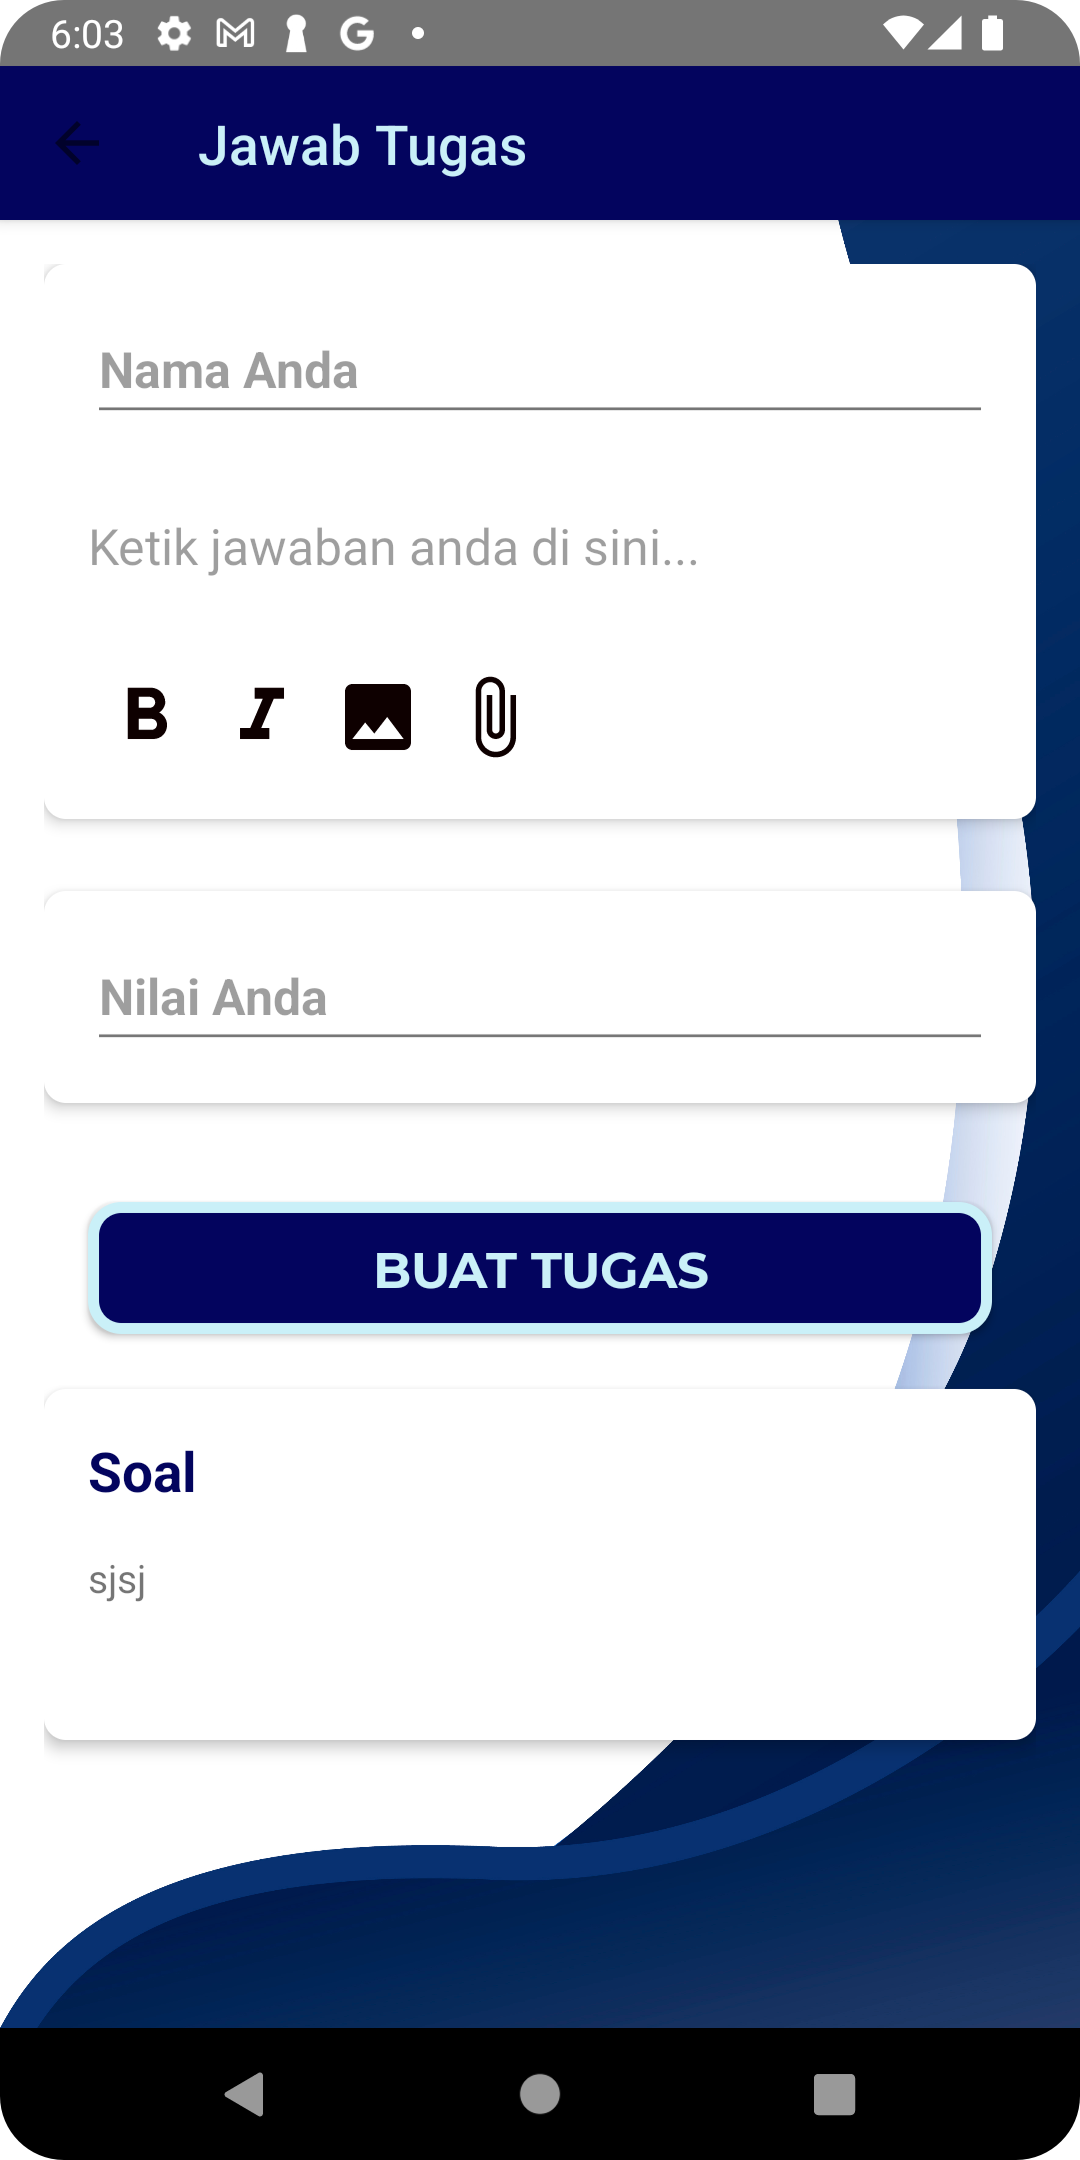 6:03
Jawab Tugas
Nama Anda
Ketik jawaban anda di sini...
B I
Nilai Anda
BUAT TUGAS
Soal
sjsj